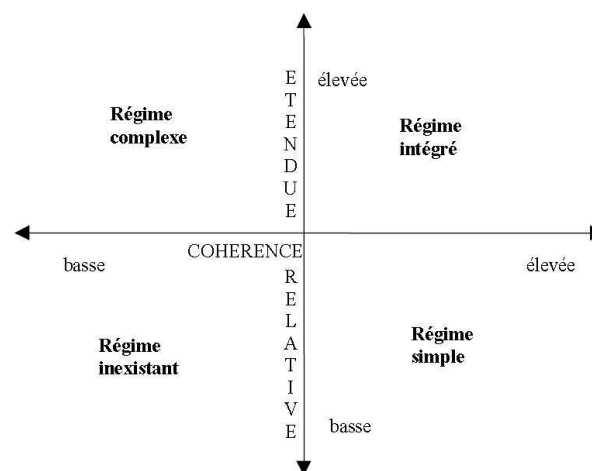 ETENDUE
élevée
Régime
complexe
Régime
intégré
COHERENCE
basse
élevée
RELATIVE
Régime
inexistant
Régime
simple
basse